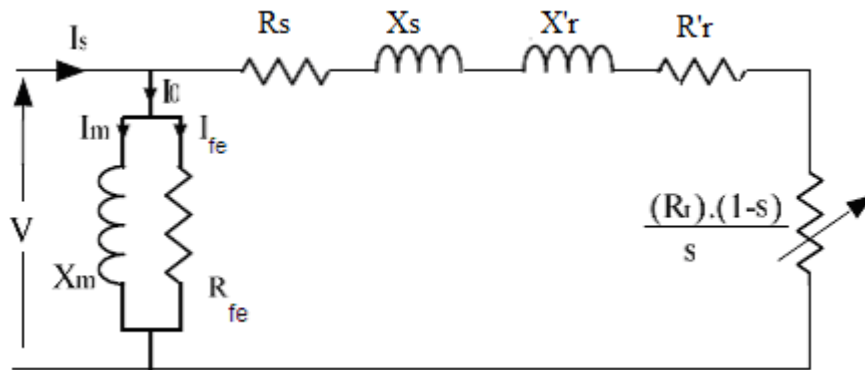 Rs Xs X'r R'r
Is
I0
Im Ife
V
Xm
Rfe
(Rr).(1-s)
s